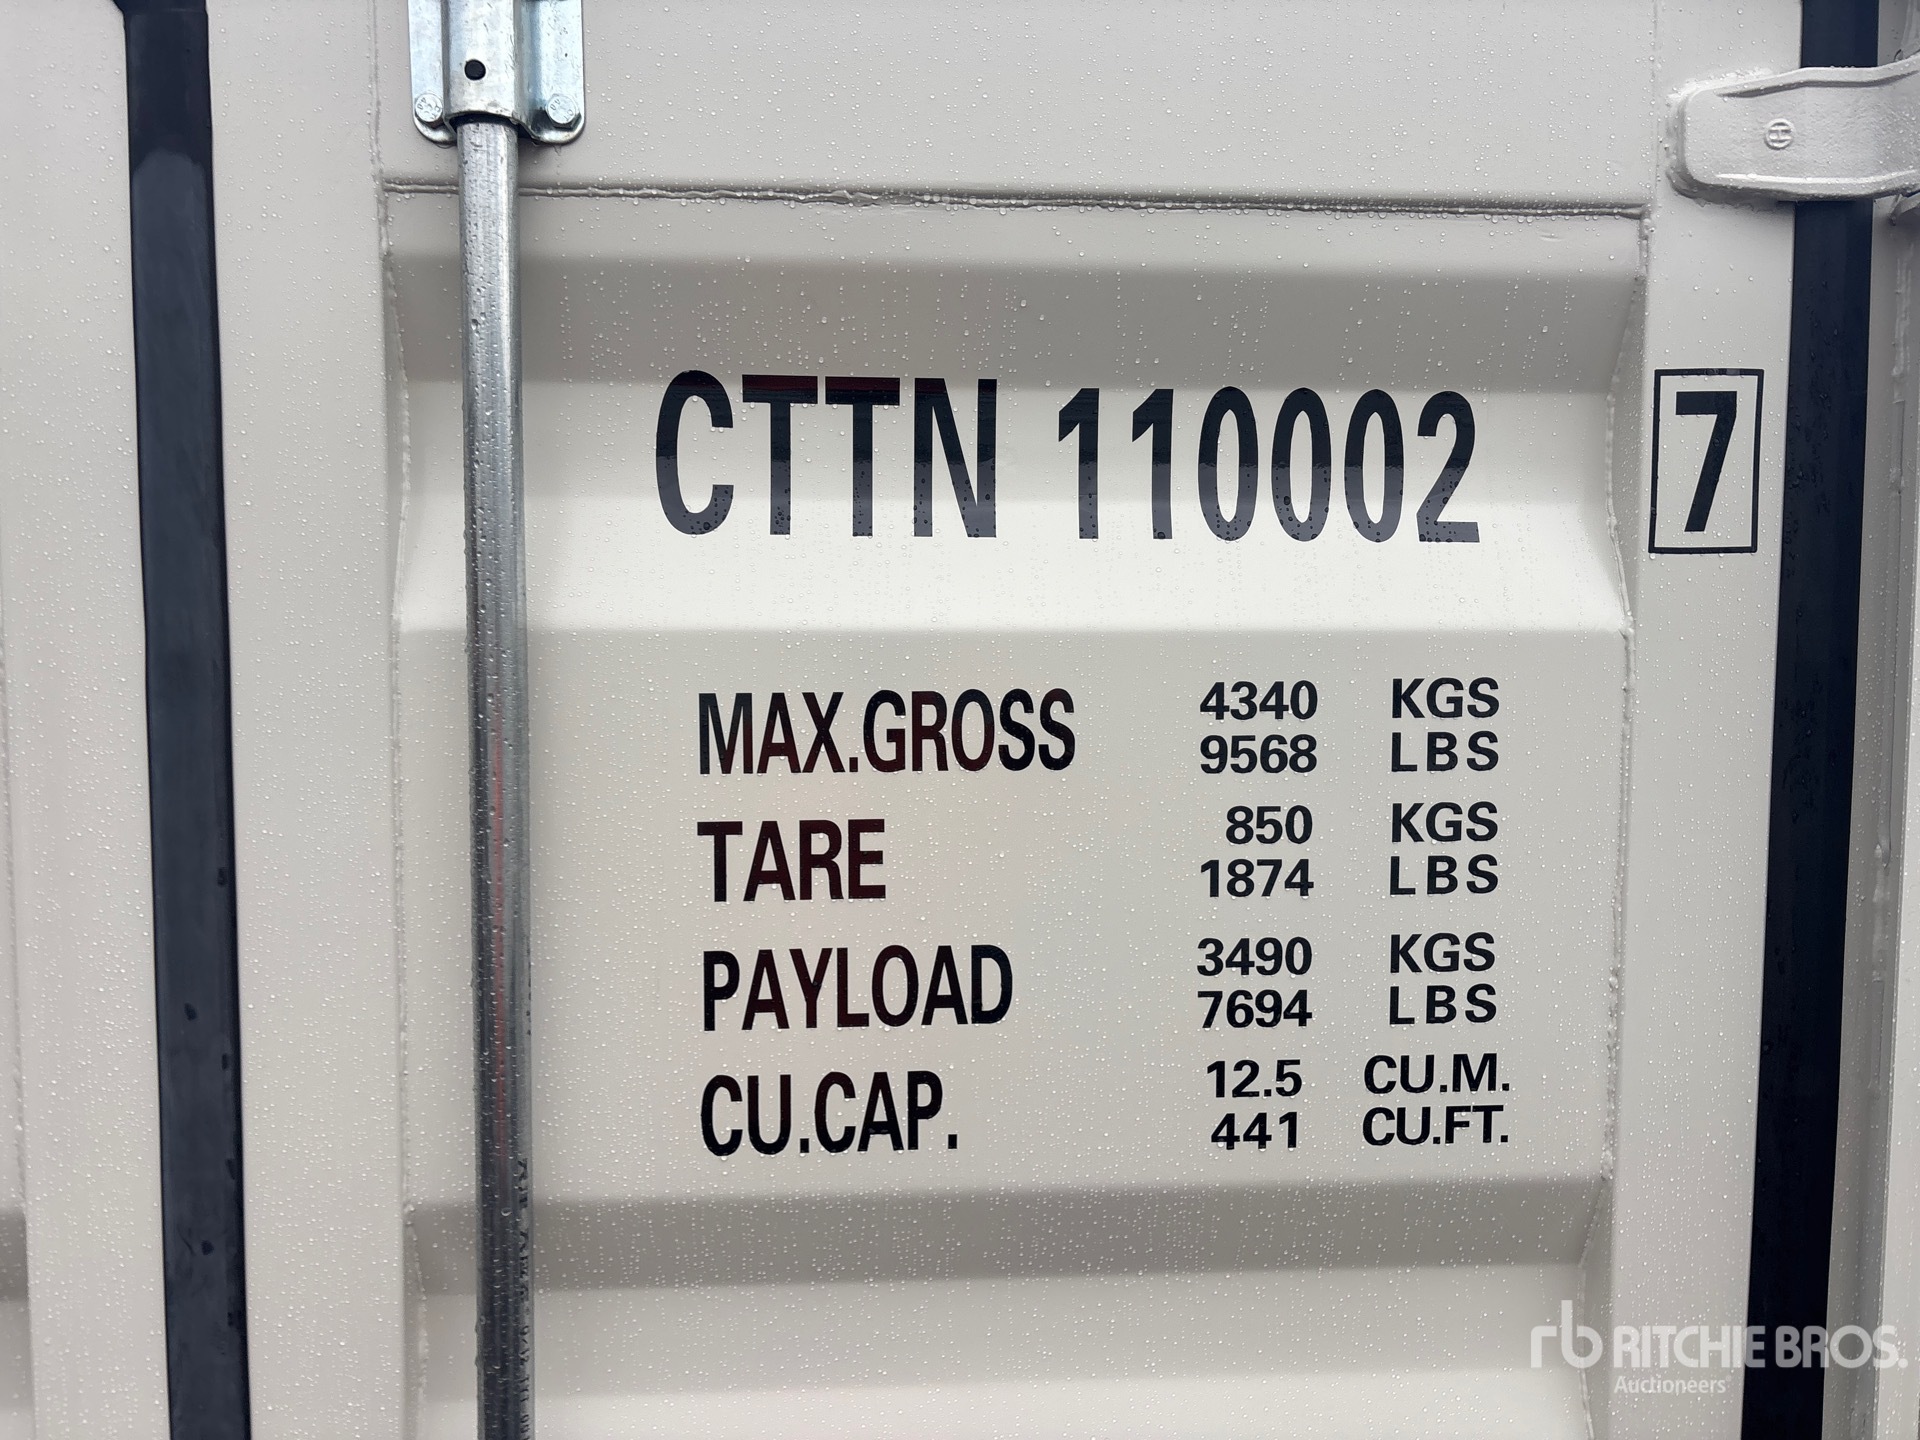 CTTN 110002 7
MAX.GROSS 4340 KGS
9568 LBS
TARE 850 KGS
1874 LBS
PAYLOAD 3490 KGS
7694 LBS
CU.CAP. 12.5 CU.M.
441 CU.FT.
rb RITCHIE BROS.
Auctioneers